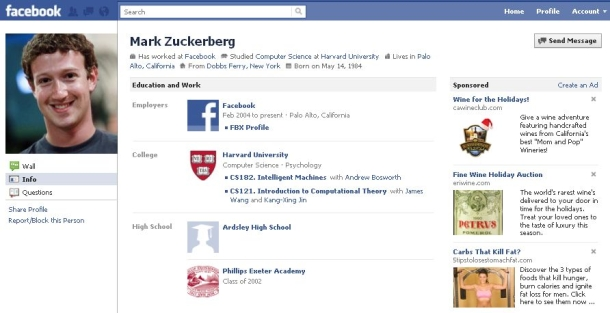 facebook
Search
Home Profile Account
Mark Zuckerberg
Send Message
Has worked at Facebook Studied Computer Science at Harvard University Lives in Palo
Alto, California From Dobbs Ferry, New York Born on May 14, 1984
Education and Work
Employers
Facebook
Feb 2004 to present · Palo Alto, California
▪ FBX Profile
College
Harvard University
Computer Science · Psychology
▪ CS182. Intelligent Machines with Andrew Bosworth
▪ CS121. Introduction to Computational Theory with James
Wang and Kang-Xing Jin
High School
Ardsley High School
Phillips Exeter Academy
Class of 2002
Wall
Info
Questions
Share Profile
Report/Block this Person
Sponsored Create an Ad
Wine for the Holidays!
cawineclub.com
Give a wine adventure
featuring handcrafted
wines from California's
best "Mom and Pop"
Wineries!
Fine Wine Holiday Auction
The world's rarest wine's
delivered to your door in
time for the holidays.
Treat your loved ones to
the taste of luxury this
season.
PETRUS
Carbs That Kill Fat?
Discover the 3 types of
foods that kill hunger,
burn calories and ignite
fat loss for men. Click
here to see them now ...